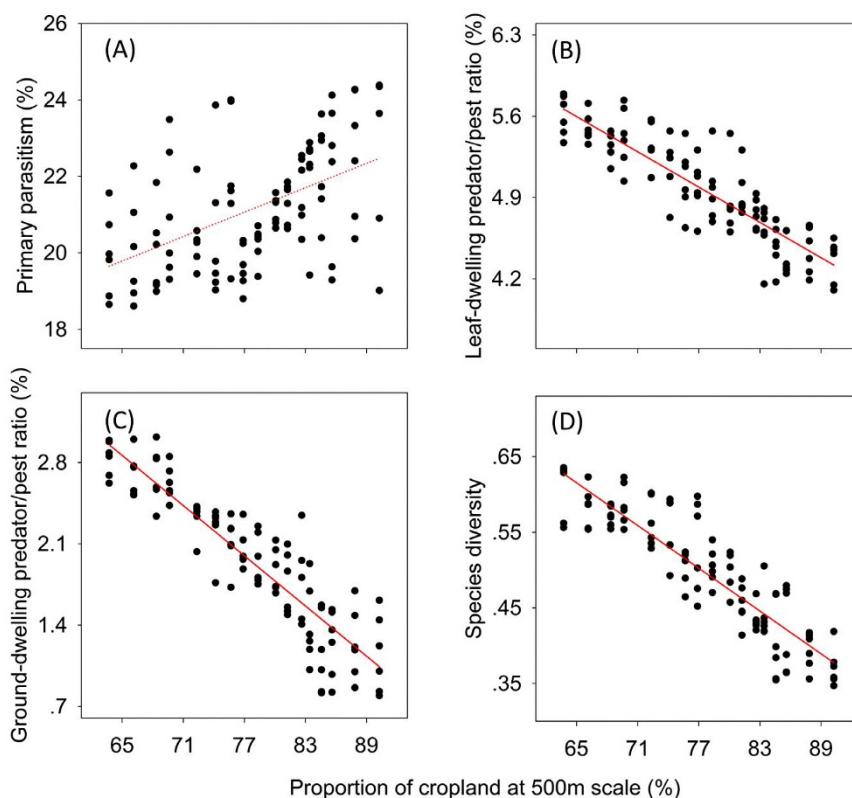 (A)
Primary parasitism (%)
26
24
22
20
18
(B)
Leaf-dwelling predator/pest ratio (%)
6.3
5.6
4.9
4.2
(C)
Ground-dwelling predator/pest ratio (%)
2.8
2.1
1.4
.7
65 71 77 83 89
(D)
Species diversity
.65
.55
.45
.35
65 71 77 83 89
Proportion of cropland at 500m scale (%)